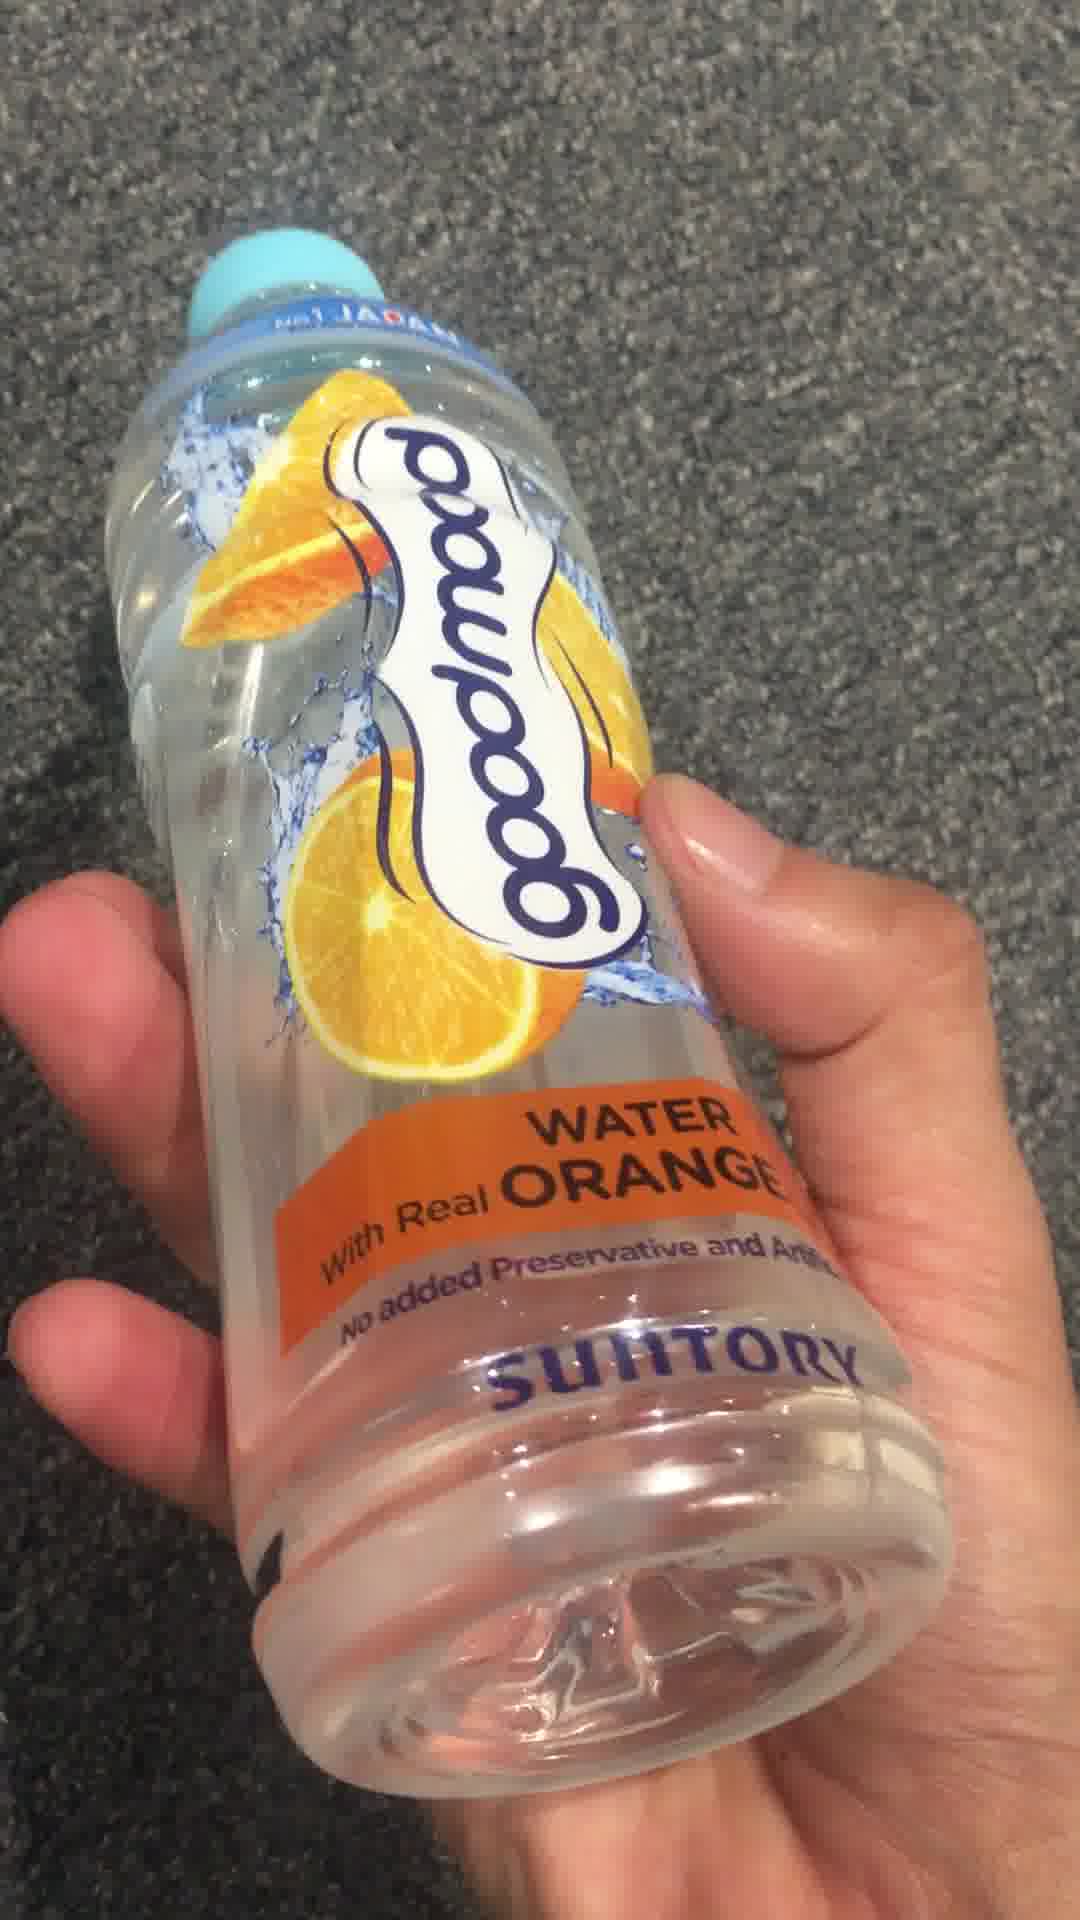 No.1 JAPAN
goodmood
WATER
With Real ORANGE
No added Preservative and
SUNTORY